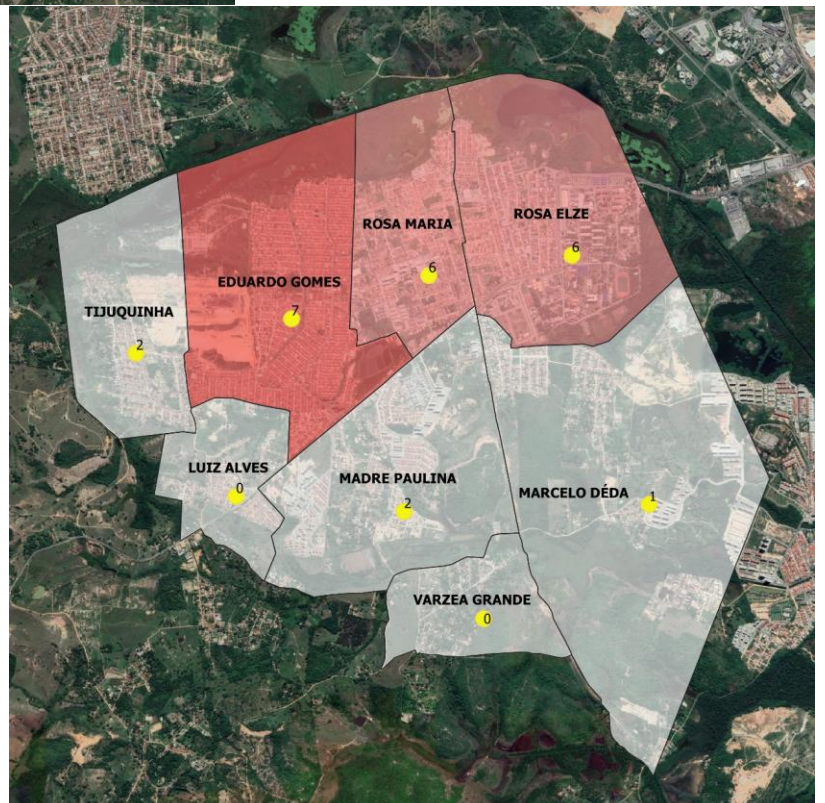 ROSA ELZE
6
ROSA MARIA
6
EDUARDO GOMES
7
TIJUQUINHA
2
LUIZ ALVES
0
MADRE PAULINA
2
MARCELO DÉDA
1
VARZEA GRANDE
0